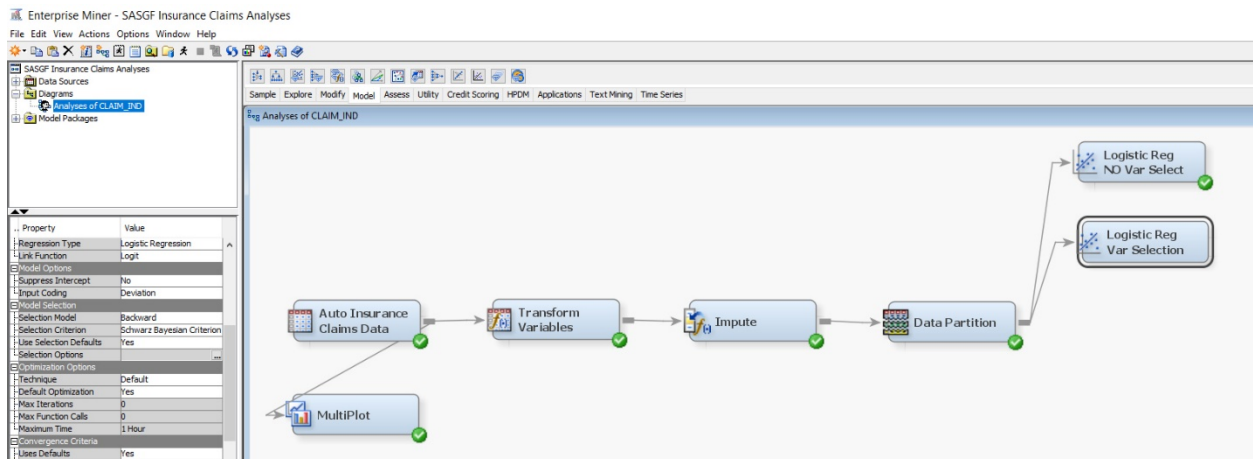 Enterprise Miner - SASGF Insurance Claims Analyses
File Edit View Actions Options Window Help
SASGF Insurance Claims Analyses
Data Sources
Diagrams
Analyses of CLAIM_IND
Model Packages
.. Property Value
Regression Type Logistic Regression
Link Function Logit
Model Options
Suppress Intercept No
Input Coding Deviation
Model Selection
Selection Model Backward
Selection Criterion Schwarz Bayesian Criterion
Use Selection Defaults Yes
Selection Options ...
Optimization Options
Technique Default
Default Optimization Yes
Max Iterations 0
Max Function Calls 0
Maximum Time 1 Hour
Convergence Criteria
Uses Defaults Yes
Sample Explore Modify Model Assess Utility Credit Scoring HPDM Applications Text Mining Time Series
Analyses of CLAIM_IND
Logistic Reg
NO Var Select
Logistic Reg
Var Selection
Auto Insurance
Claims Data
Transform
Variables
Impute
Data Partition
MultiPlot